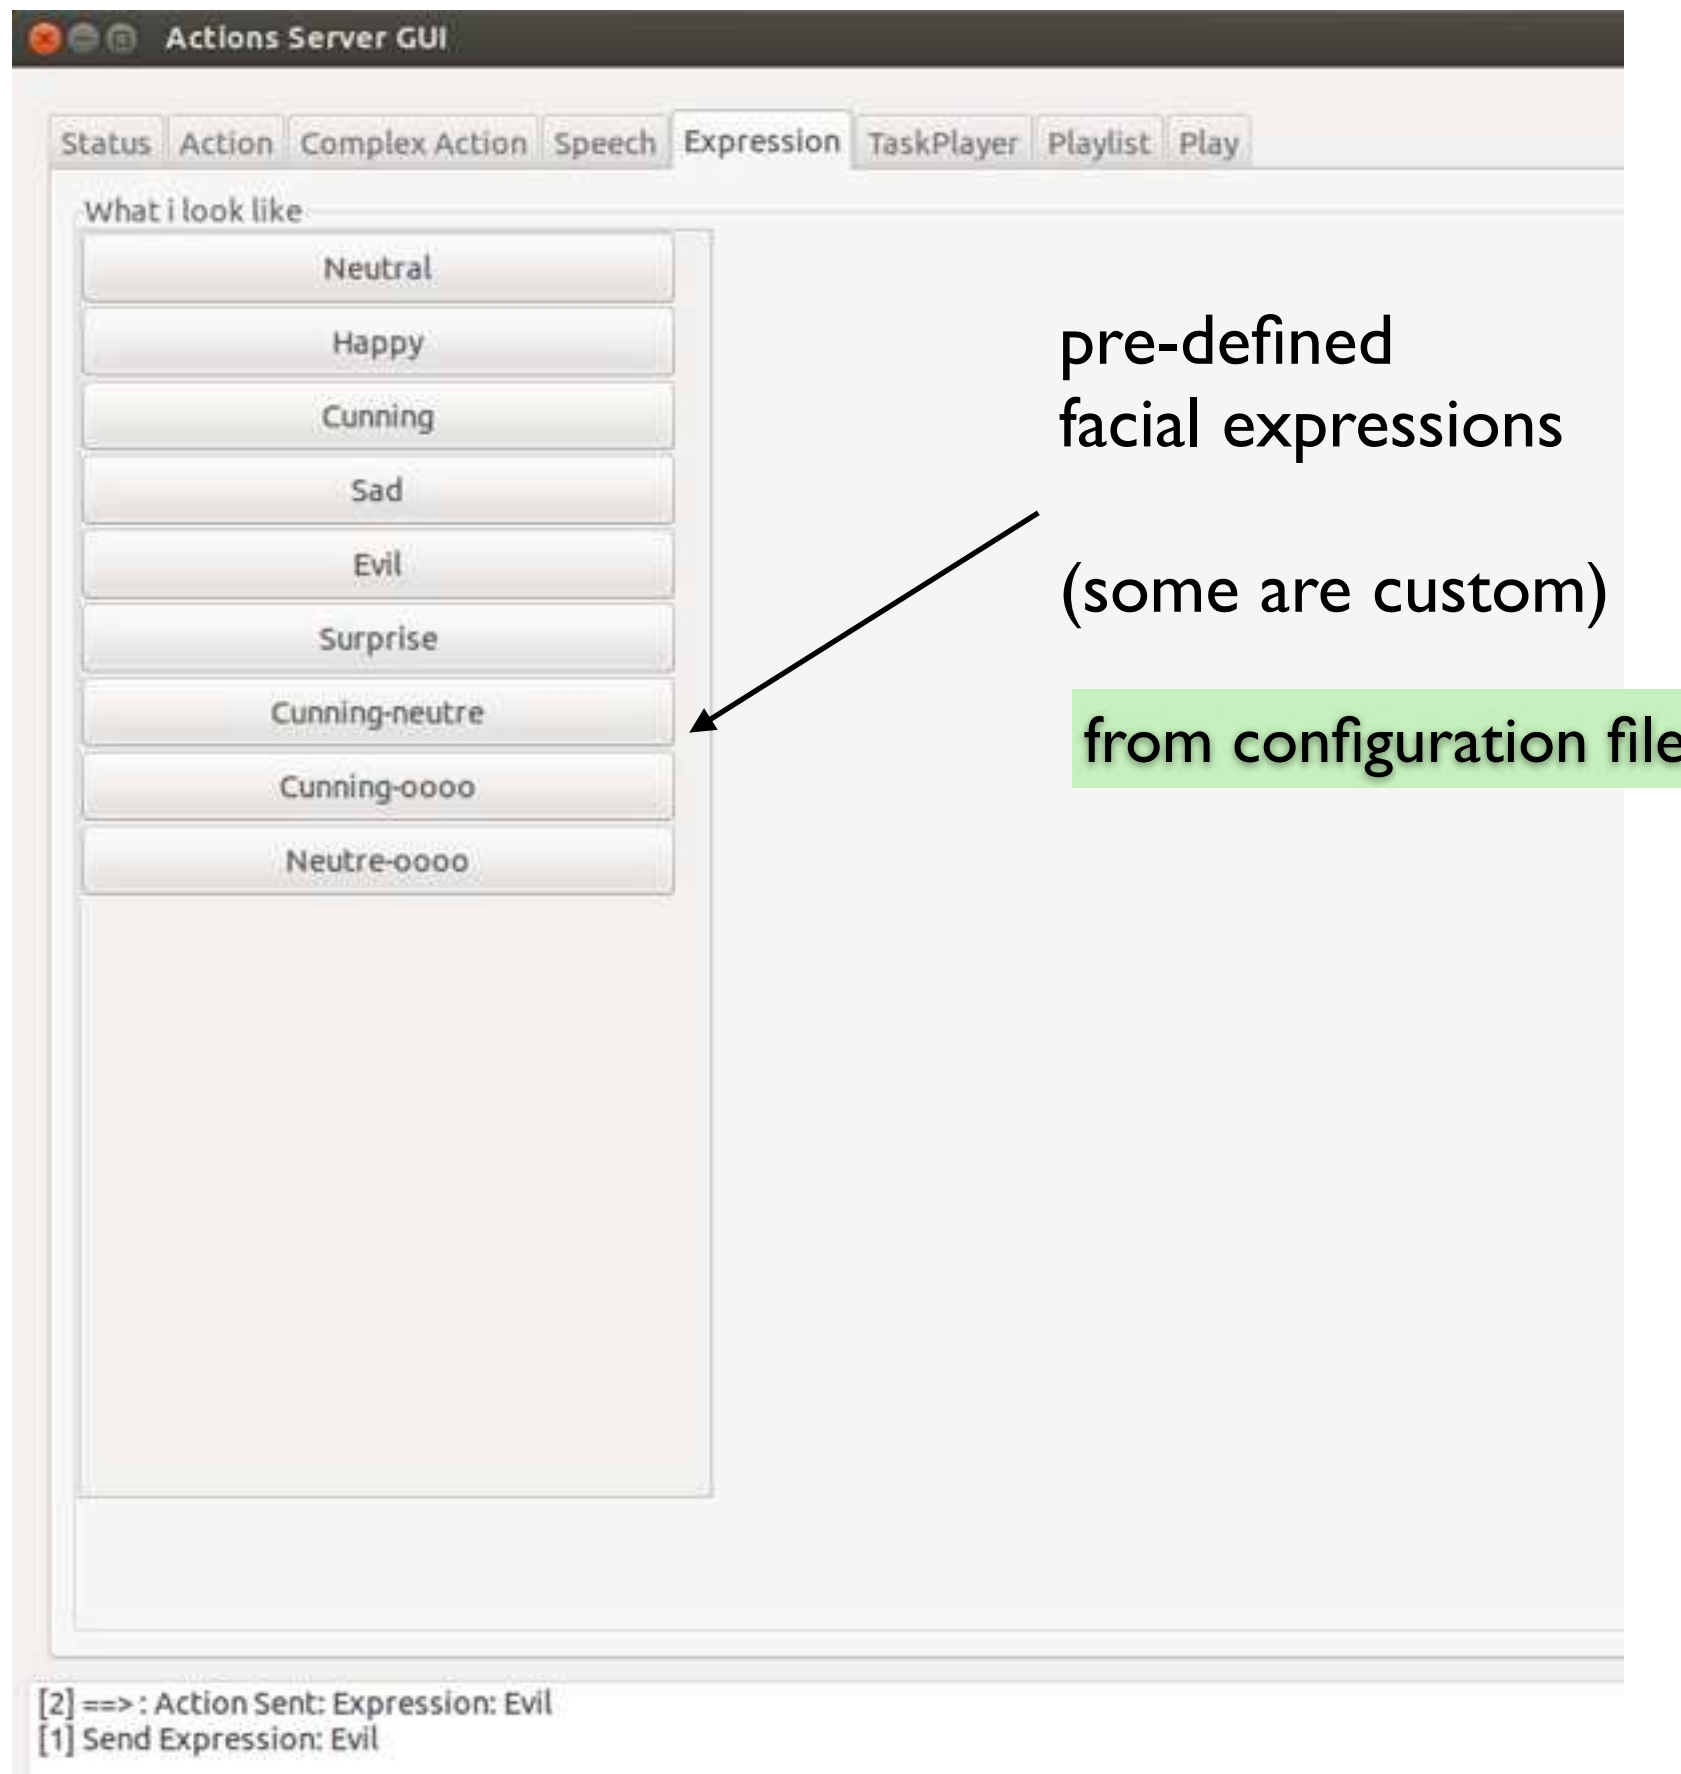 Actions Server GUI
Status Action Complex Action Speech Expression TaskPlayer Playlist Play
What i look like
Neutral
Happy
Cunning
Sad
Evil
Surprise
Cunning-neutre
Cunning-oooo
Neutre-oooo
pre-defined
facial expressions
(some are custom)
from configuration file
[2] ==> : Action Sent: Expression: Evil
[1] Send Expression: Evil